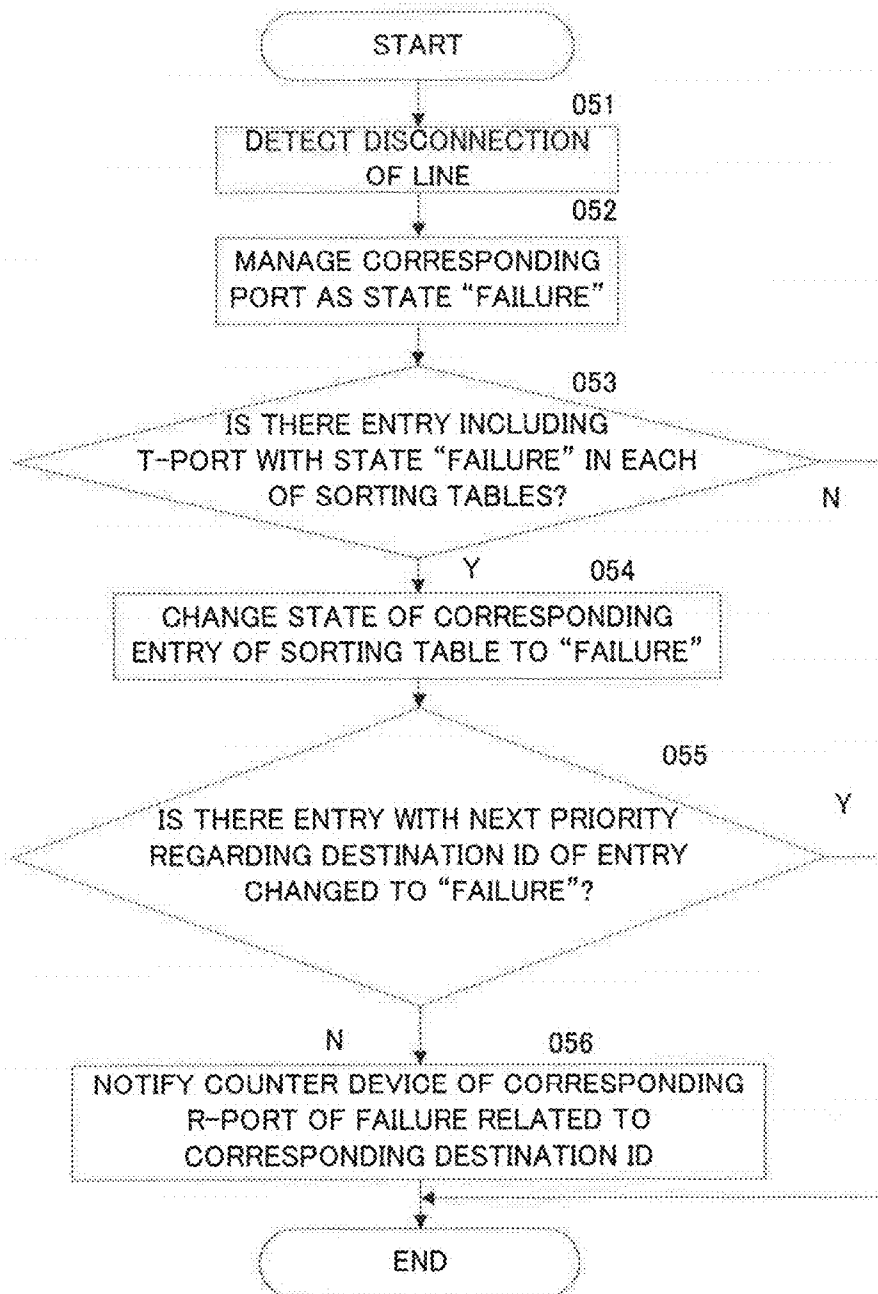 START
051
DETECT DISCONNECTION
OF LINE
052
MANAGE CORRESPONDING
PORT AS STATE “FAILURE”
053
IS THERE ENTRY INCLUDING
T-PORT WITH STATE “FAILURE” IN EACH
OF SORTING TABLES?
N
Y
054
CHANGE STATE OF CORRESPONDING
ENTRY OF SORTING TABLE TO “FAILURE”
055
Y
IS THERE ENTRY WITH NEXT PRIORITY
REGARDING DESTINATION ID OF ENTRY
CHANGED TO “FAILURE”?
N
056
NOTIFY COUNTER DEVICE OF CORRESPONDING
R-PORT OF FAILURE RELATED TO
CORRESPONDING DESTINATION ID
END